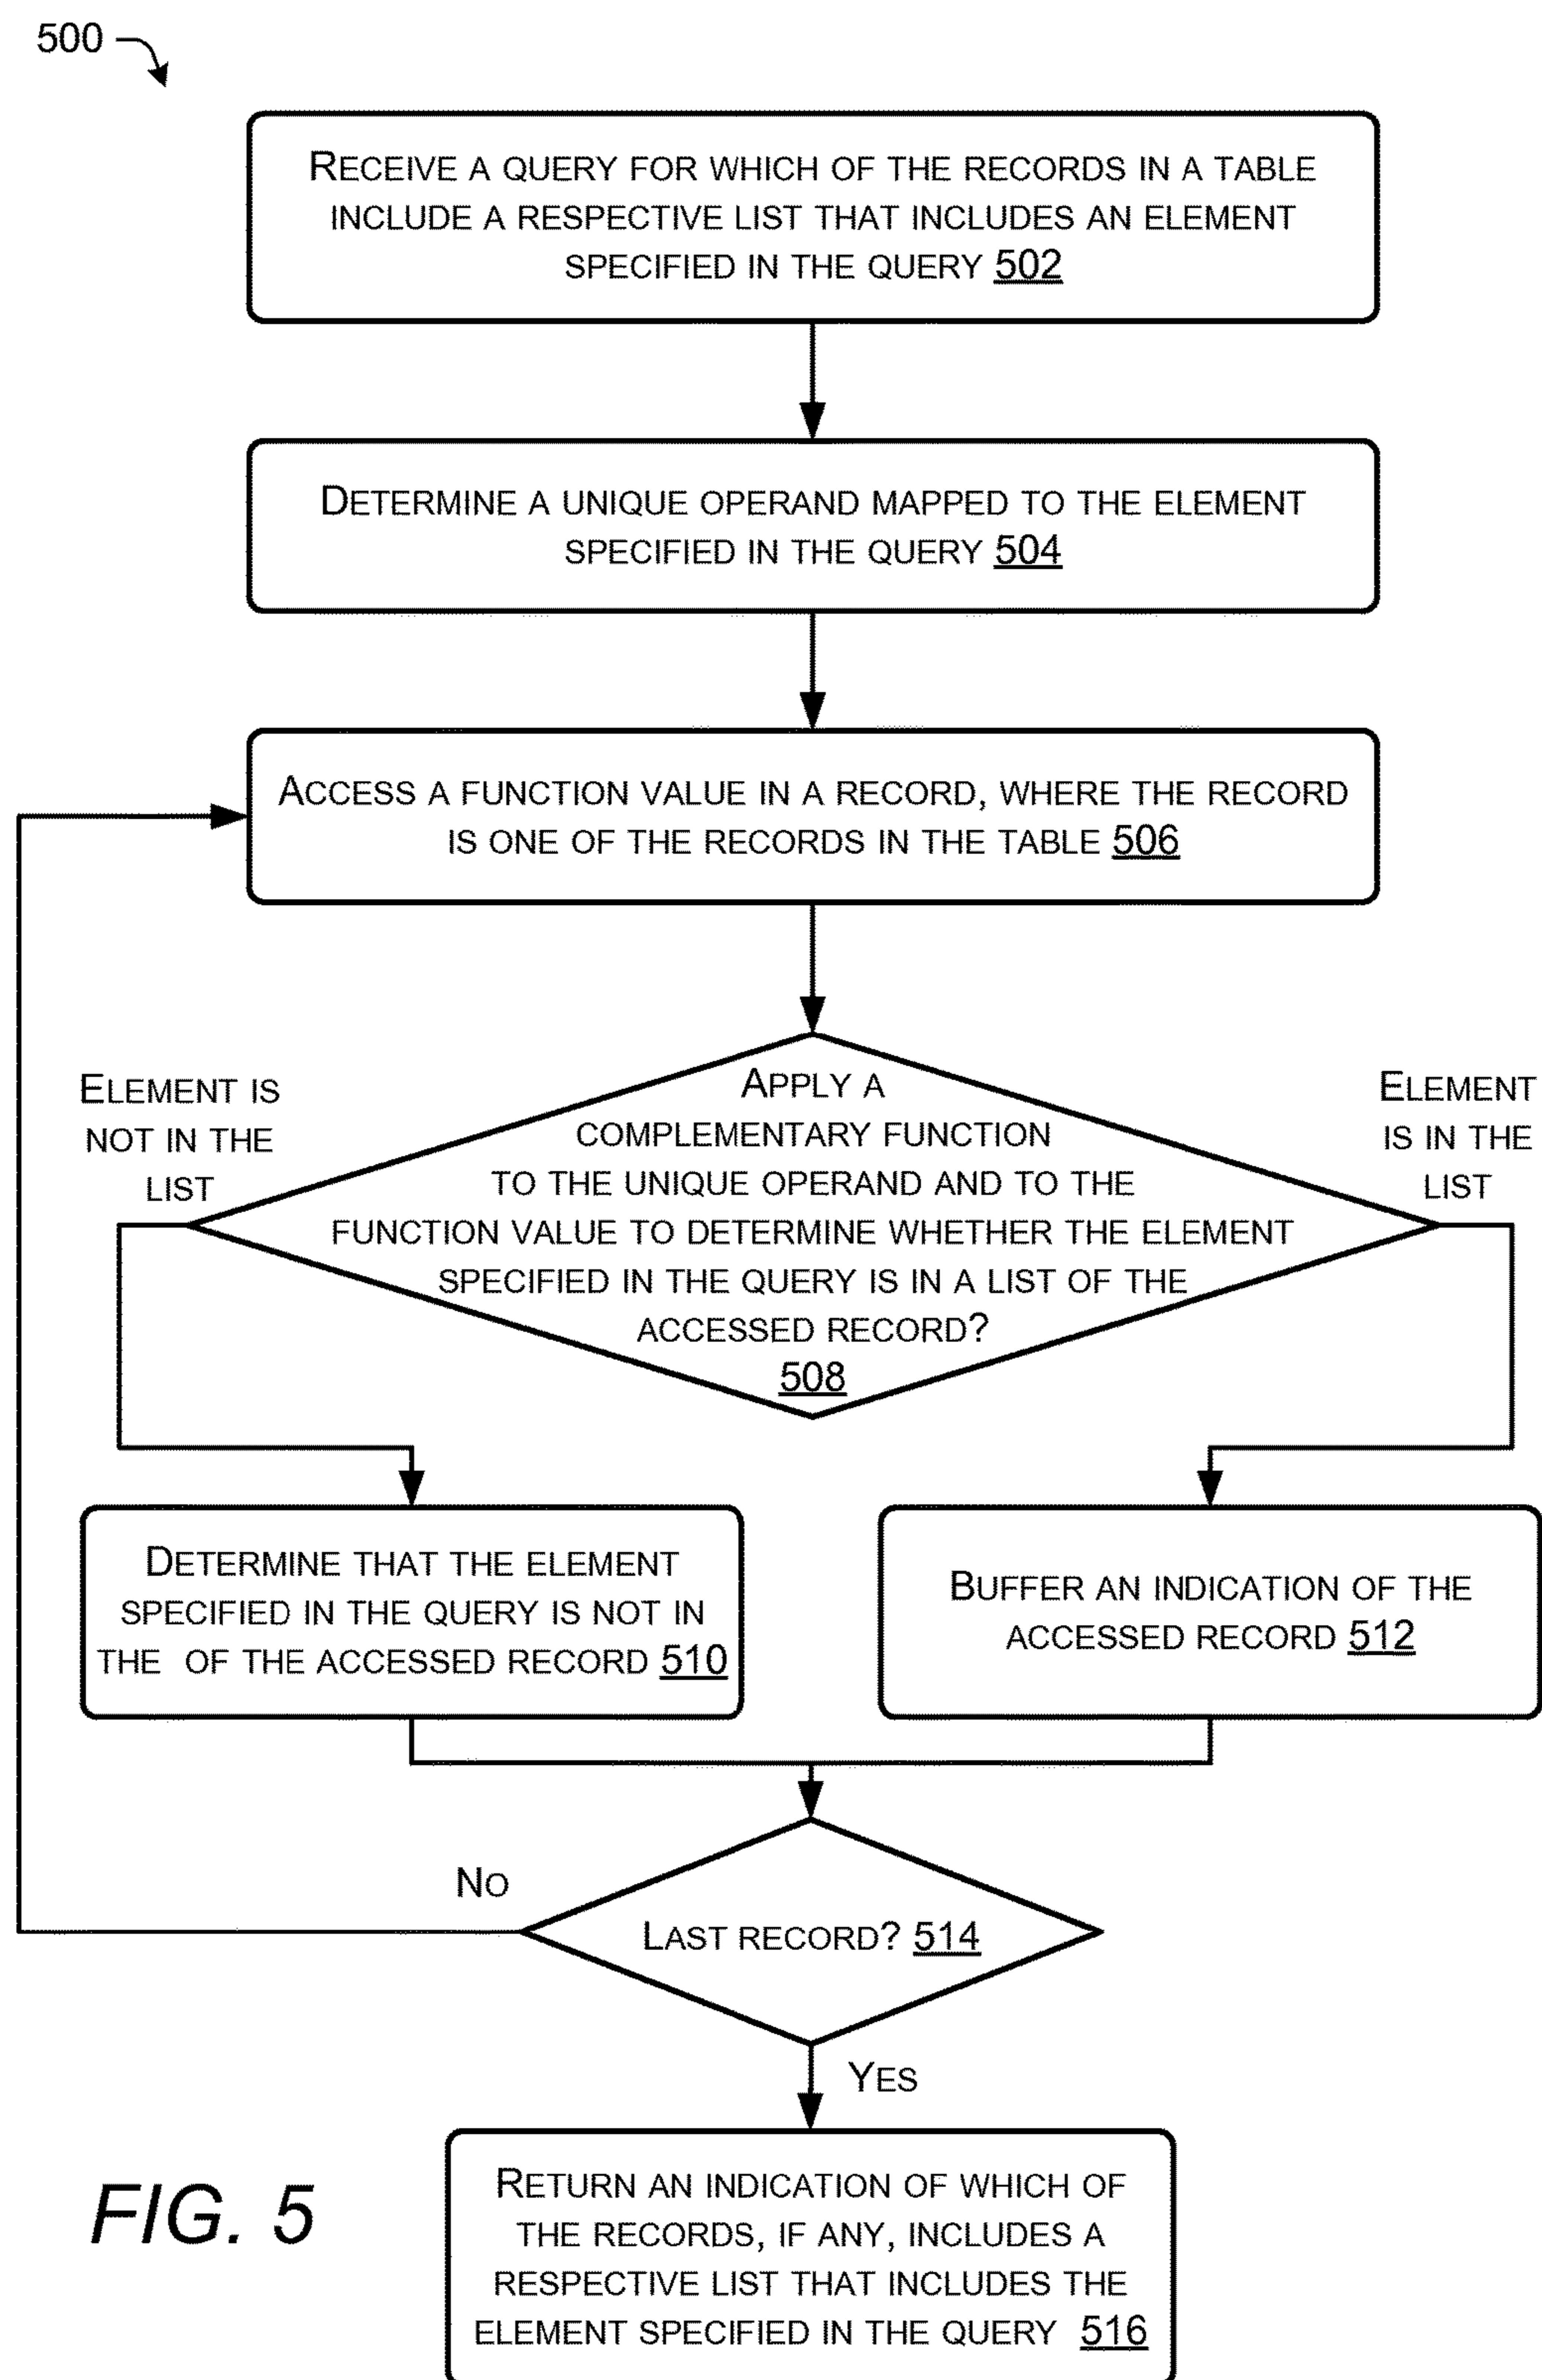 500
RECEIVE A QUERY FOR WHICH OF THE RECORDS IN A TABLE
INCLUDE A RESPECTIVE LIST THAT INCLUDES AN ELEMENT
SPECIFIED IN THE QUERY 502
DETERMINE A UNIQUE OPERAND MAPPED TO THE ELEMENT
SPECIFIED IN THE QUERY 504
ACCESS A FUNCTION VALUE IN A RECORD, WHERE THE RECORD
IS ONE OF THE RECORDS IN THE TABLE 506
ELEMENT IS
NOT IN THE
LIST
APPLY A
COMPLEMENTARY FUNCTION
TO THE UNIQUE OPERAND AND TO THE
FUNCTION VALUE TO DETERMINE WHETHER THE ELEMENT
SPECIFIED IN THE QUERY IS IN A LIST OF THE
ACCESSED RECORD?
508
ELEMENT
IS IN THE
LIST
DETERMINE THAT THE ELEMENT
SPECIFIED IN THE QUERY IS NOT IN
THE OF THE ACCESSED RECORD 510
BUFFER AN INDICATION OF THE
ACCESSED RECORD 512
NO
LAST RECORD? 514
YES
RETURN AN INDICATION OF WHICH OF
THE RECORDS, IF ANY, INCLUDES A
RESPECTIVE LIST THAT INCLUDES THE
ELEMENT SPECIFIED IN THE QUERY 516
FIG. 5